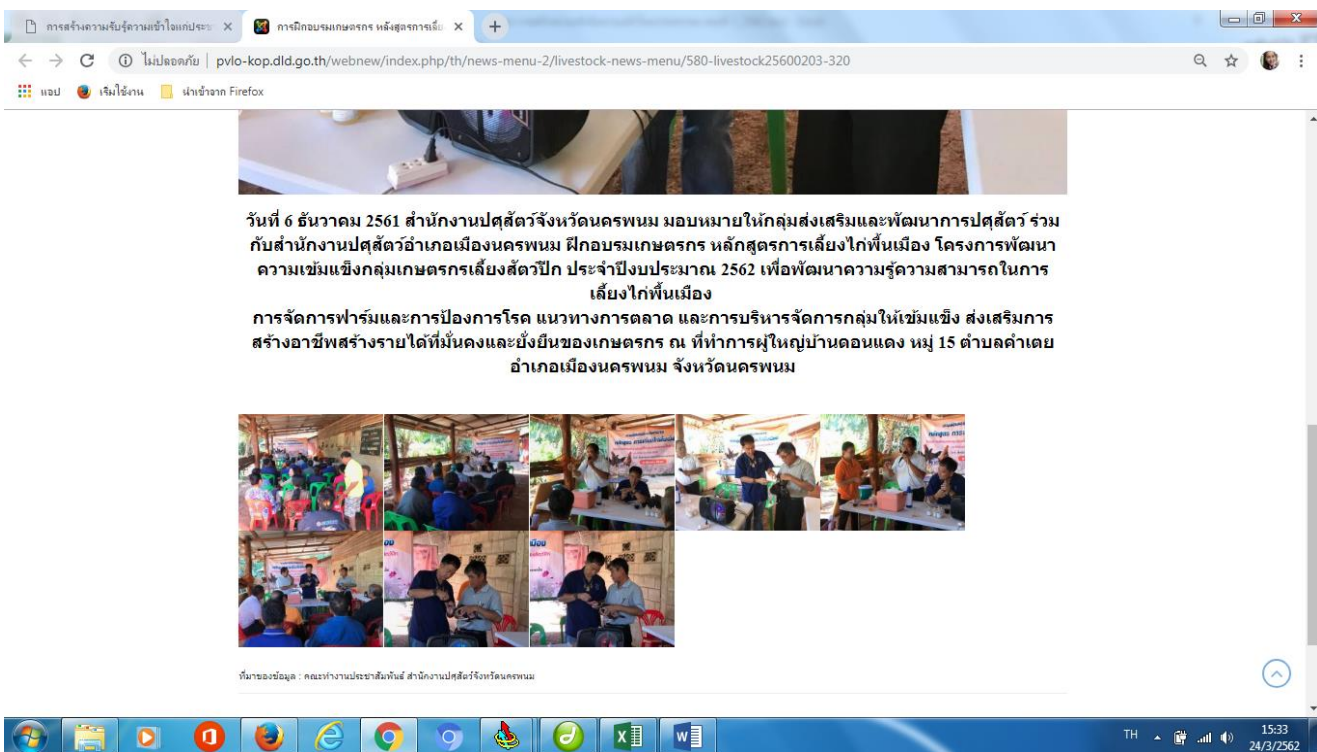 การสร้างความรับรู้ความเข้าใจแก่ประชา
การฝึกอบรมเกษตรกร หลังสูตรการเลี้ย
ไม่ปลอดภัย | pvlo-kop.dld.go.th/webnew/index.php/th/news-menu-2/livestock-news-menu/580-livestock25600203-320
แอป เริ่มใช้งาน นำเข้าจาก Firefox
วันที่ 6 ธันวาคม 2561 สำนักงานปศุสัตว์จังหวัดนครพนม มอบหมายให้กลุ่มส่งเสริมและพัฒนาการปศุสัตว์ ร่วม
กับสำนักงานปศุสัตว์อำเภอเมืองนครพนม ฝึกอบรมเกษตรกร หลักสูตรการเลี้ยงไก่พื้นเมือง โครงการพัฒนา
ความเข้มแข็งกลุ่มเกษตรกรเลี้ยงสัตว์ปีก ประจำปีงบประมาณ 2562 เพื่อพัฒนาความรู้ความสามารถในการ
เลี้ยงไก่พื้นเมือง
การจัดการฟาร์มและการป้องการโรค แนวทางการตลาด และการบริหารจัดการกลุ่มให้เข้มแข็ง ส่งเสริมการ
สร้างอาชีพสร้างรายได้ที่มั่นคงและยั่งยืนของเกษตรกร ณ ที่ทำการผู้ใหญ่บ้านดอนแดง หมู่ 15 ตำบลคำเตย
อำเภอเมืองนครพนม จังหวัดนครพนม
ที่มาของข้อมูล : คณะทำงานประชาสัมพันธ์ สำนักงานปศุสัตว์จังหวัดนครพนม
TH 15:33
24/3/2562